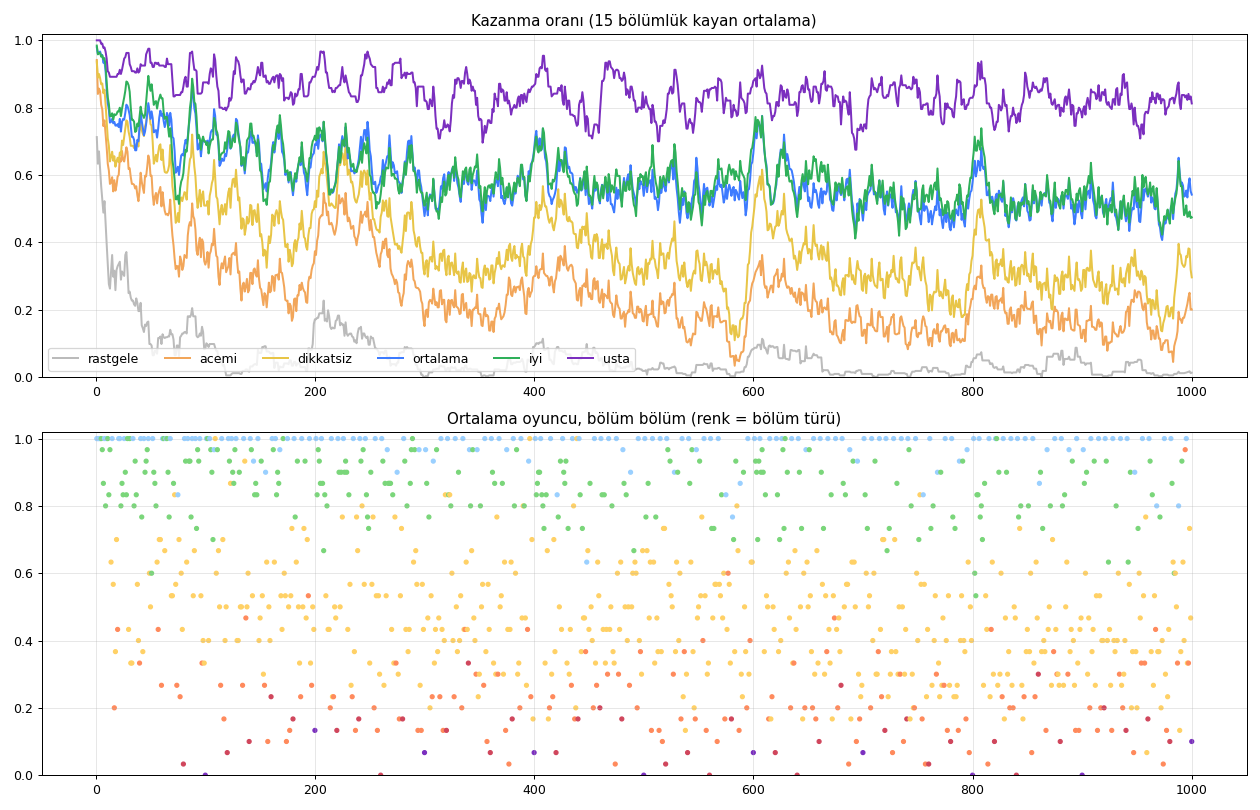 Kazanma oranı (15 bölümlük kayan ortalama)
1.0
0.8
0.6
0.4
0.2
0.0
rastgele acemi dikkatsiz ortalama iyi usta
0 200 400 600 800 1000
Ortalama oyuncu, bölüm bölüm (renk = bölüm türü)
1.0
0.8
0.6
0.4
0.2
0.0
0 200 400 600 800 1000